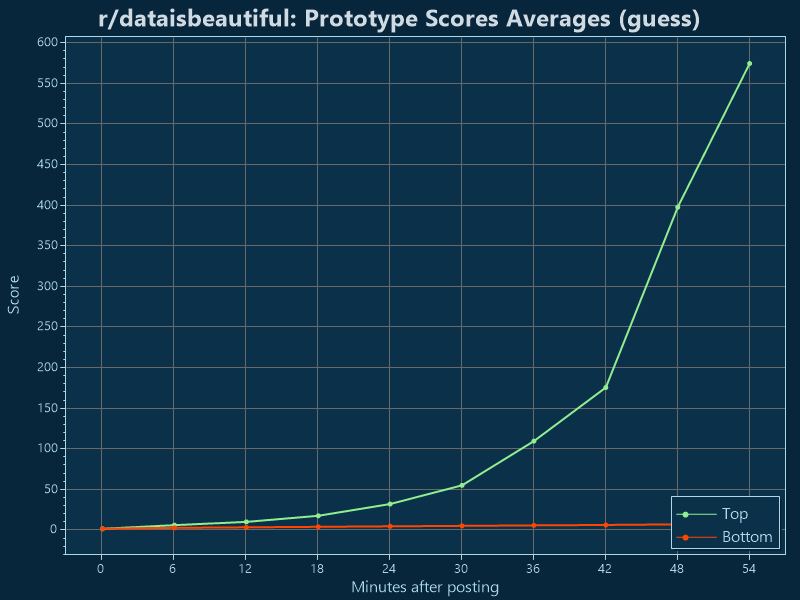 r/dataisbeautiful: Prototype Scores Averages (guess)
600
550
500
450
400
350
300
250
200
150
100
50
0
Score
Top
Bottom
0 6 12 18 24 30 36 42 48 54
Minutes after posting